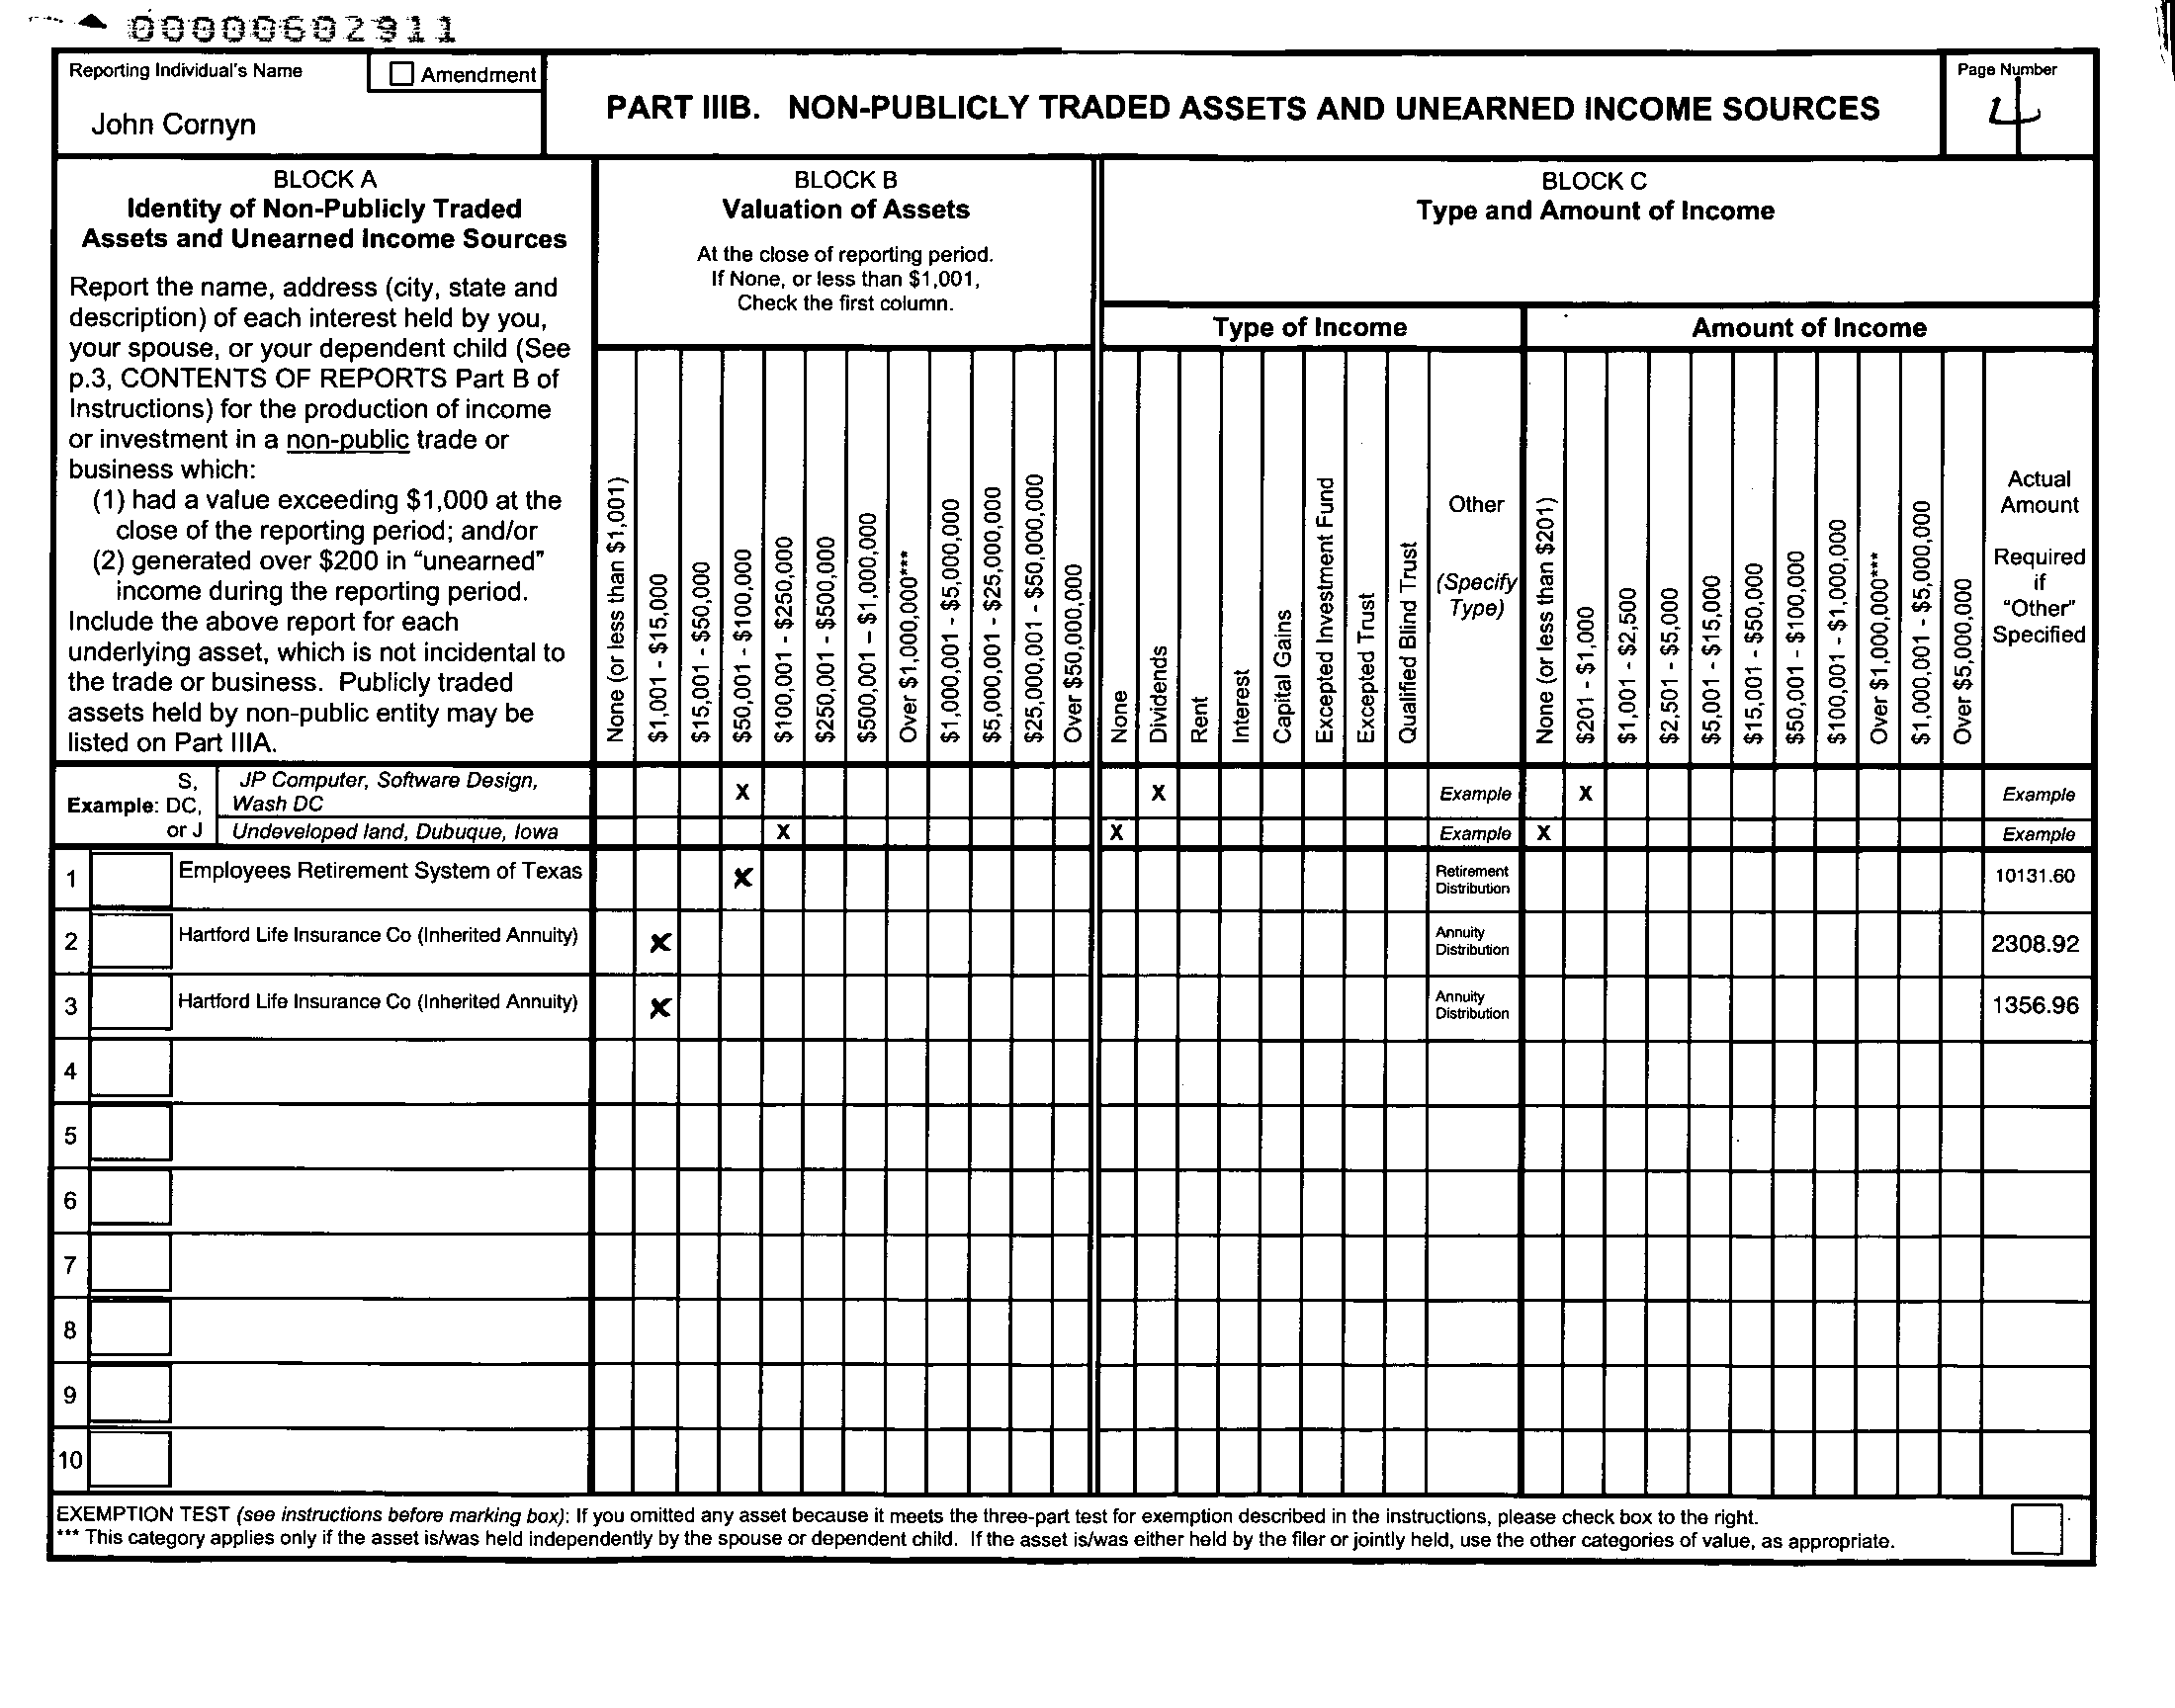 00000602911
Reporting Individual's Name
Amendment
John Cornyn
PART IIIB. NON-PUBLICLY TRADED ASSETS AND UNEARNED INCOME SOURCES
Page Number
4
BLOCK A
Identity of Non-Publicly Traded
Assets and Unearned Income Sources
Report the name, address (city, state and
description) of each interest held by you,
your spouse, or your dependent child (See
p.3, CONTENTS OF REPORTS Part B of
Instructions) for the production of income
or investment in a non-public trade or
business which:
(1) had a value exceeding $1,000 at the
close of the reporting period; and/or
(2) generated over $200 in "unearned"
income during the reporting period.
Include the above report for each
underlying asset, which is not incidental to
the trade or business. Publicly traded
assets held by non-public entity may be
listed on Part IIIA.
BLOCK B
Valuation of Assets
At the close of reporting period.
If None, or less than $1,001,
Check the first column.
None (or less than $1,001)
$1,001 - $15,000
$15,001 - $50,000
$50,001 - $100,000
$100,001 - $250,000
$250,001 - $500,000
$500,001 – $1,000,000
Over $1,000,000***
$1,000,001 - $5,000,000
$5,000,001 - $25,000,000
$25,000,001 - $50,000,000
Over $50,000,000
BLOCK C
Type and Amount of Income
Type of Income
None
Dividends
Rent
Interest
Capital Gains
Excepted Investment Fund
Excepted Trust
Qualified Blind Trust
Other
(Specify
Type)
Amount of Income
None (or less than $201)
$201 - $1,000
$1,001 - $2,500
$2,501 - $5,000
$5,001 - $15,000
$15,001 - $50,000
$50,001 - $100,000
$100,001 - $1,000,000
Over $1,000,000***
$1,000,001 - $5,000,000
Over $5,000,000
Actual
Amount
Required
if
"Other"
Specified
Example: S,
DC,
or J
JP Computer, Software Design,
Wash DC
X X Example X Example
Undeveloped land, Dubuque, Iowa X X Example X Example
1 Employees Retirement System of Texas X Retirement
Distribution 10131.60
2 Hartford Life Insurance Co (Inherited Annuity) X Annuity
Distribution 2308.92
3 Hartford Life Insurance Co (Inherited Annuity) X Annuity
Distribution 1356.96
4
5
6
7
8
9
10
EXEMPTION TEST (see instructions before marking box): If you omitted any asset because it meets the three-part test for exemption described in the instructions, please check box to the right.
*** This category applies only if the asset is/was held independently by the spouse or dependent child. If the asset is/was either held by the filer or jointly held, use the other categories of value, as appropriate.